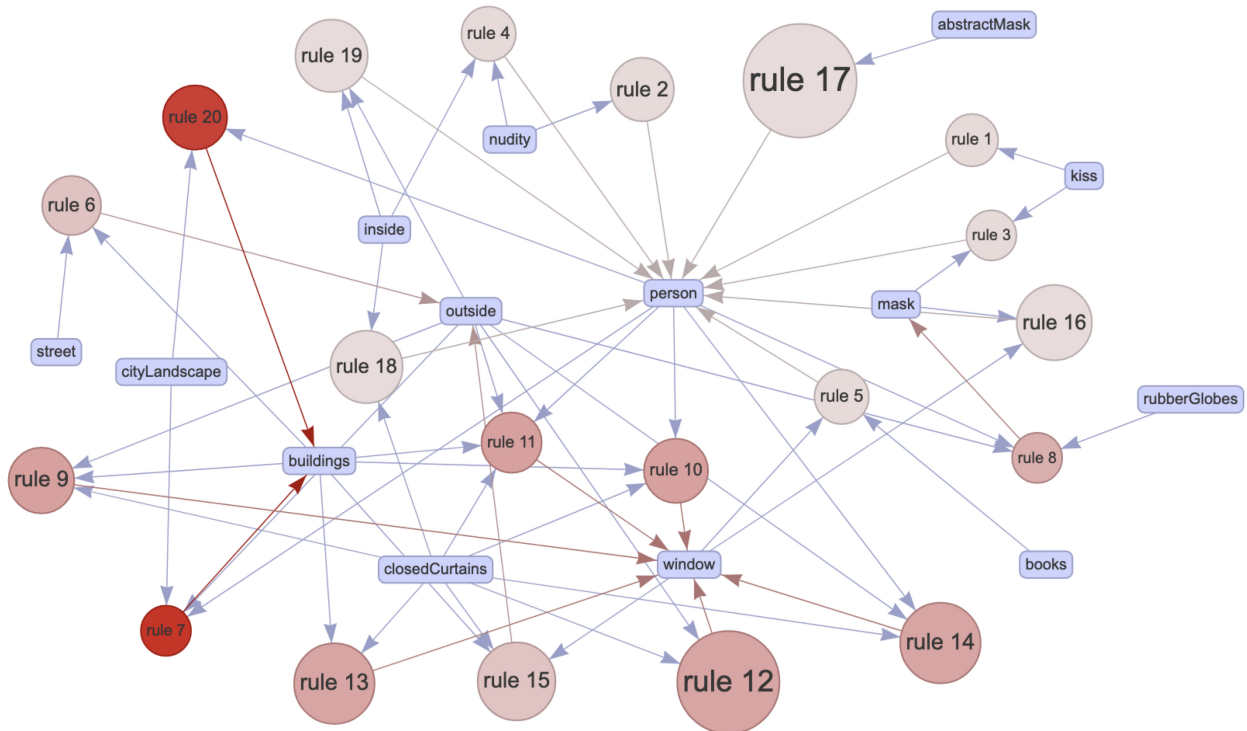 abstractMask
rule 4
rule 19
rule 17
rule 2
rule 20
nudity
rule 1
kiss
rule 6
inside
rule 3
person
mask
outside
rule 16
street
cityLandscape
rule 18
rule 5
rubberGlobes
rule 11
buildings
rule 8
rule 9
rule 10
closedCurtains
window
books
rule 7
rule 14
rule 13
rule 15
rule 12